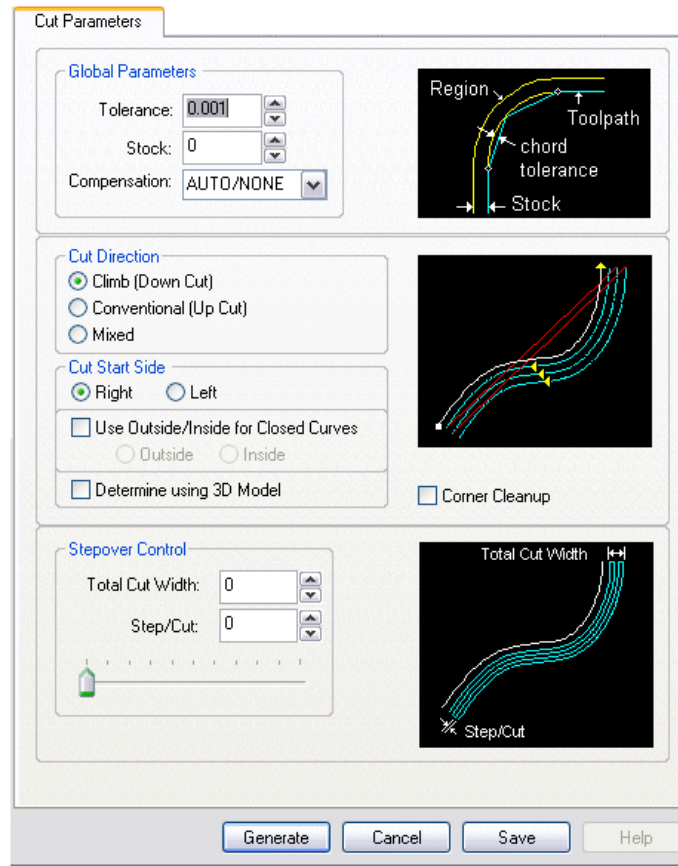 Cut Parameters
Global Parameters
Tolerance: 0.001
Stock: 0
Compensation: AUTO/NONE
Region
Toolpath
chord
tolerance
Stock
Cut Direction
Climb (Down Cut)
Conventional (Up Cut)
Mixed
Cut Start Side
Right Left
Use Outside/Inside for Closed Curves
Outside Inside
Determine using 3D Model
Corner Cleanup
Stepover Control
Total Cut Width: 0
Step/Cut: 0
Total Cut Width
Step/Cut
Generate Cancel Save Help